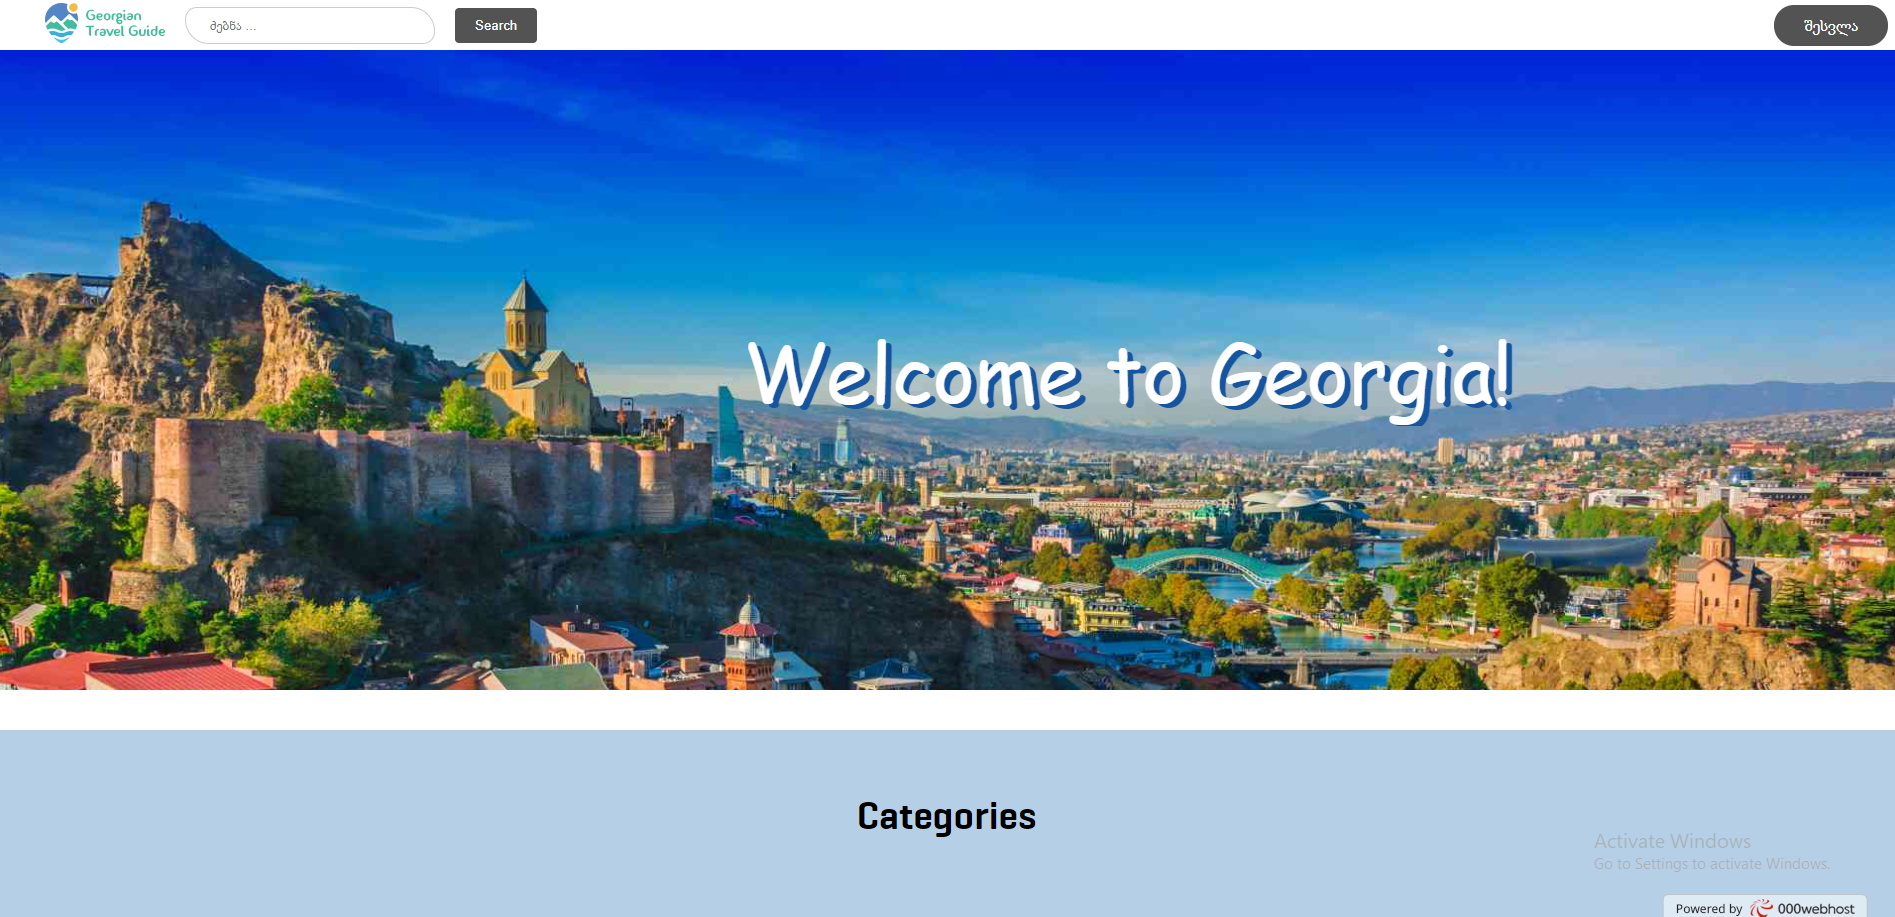 Georgian
Travel Guide
ძებნა ...
Search
შესვლა
Welcome to Georgia!
Categories
Activate Windows
Go to Settings to activate Windows.
Powered by 000webhost